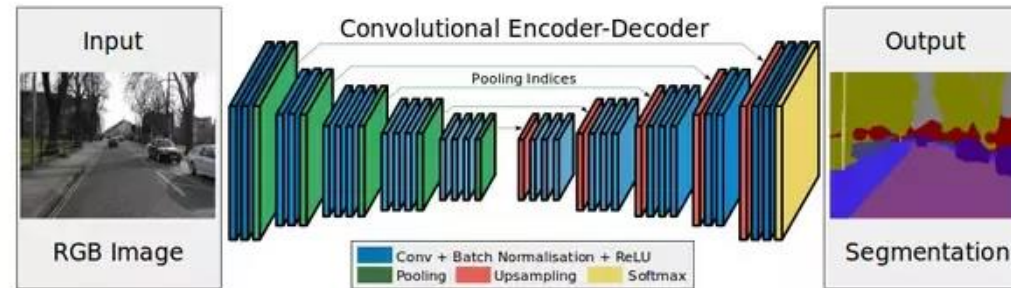 Input
Convolutional Encoder-Decoder
Output
Pooling Indices
RGB Image
Conv + Batch Normalisation + ReLU
Pooling
Upsampling
Softmax
Segmentation